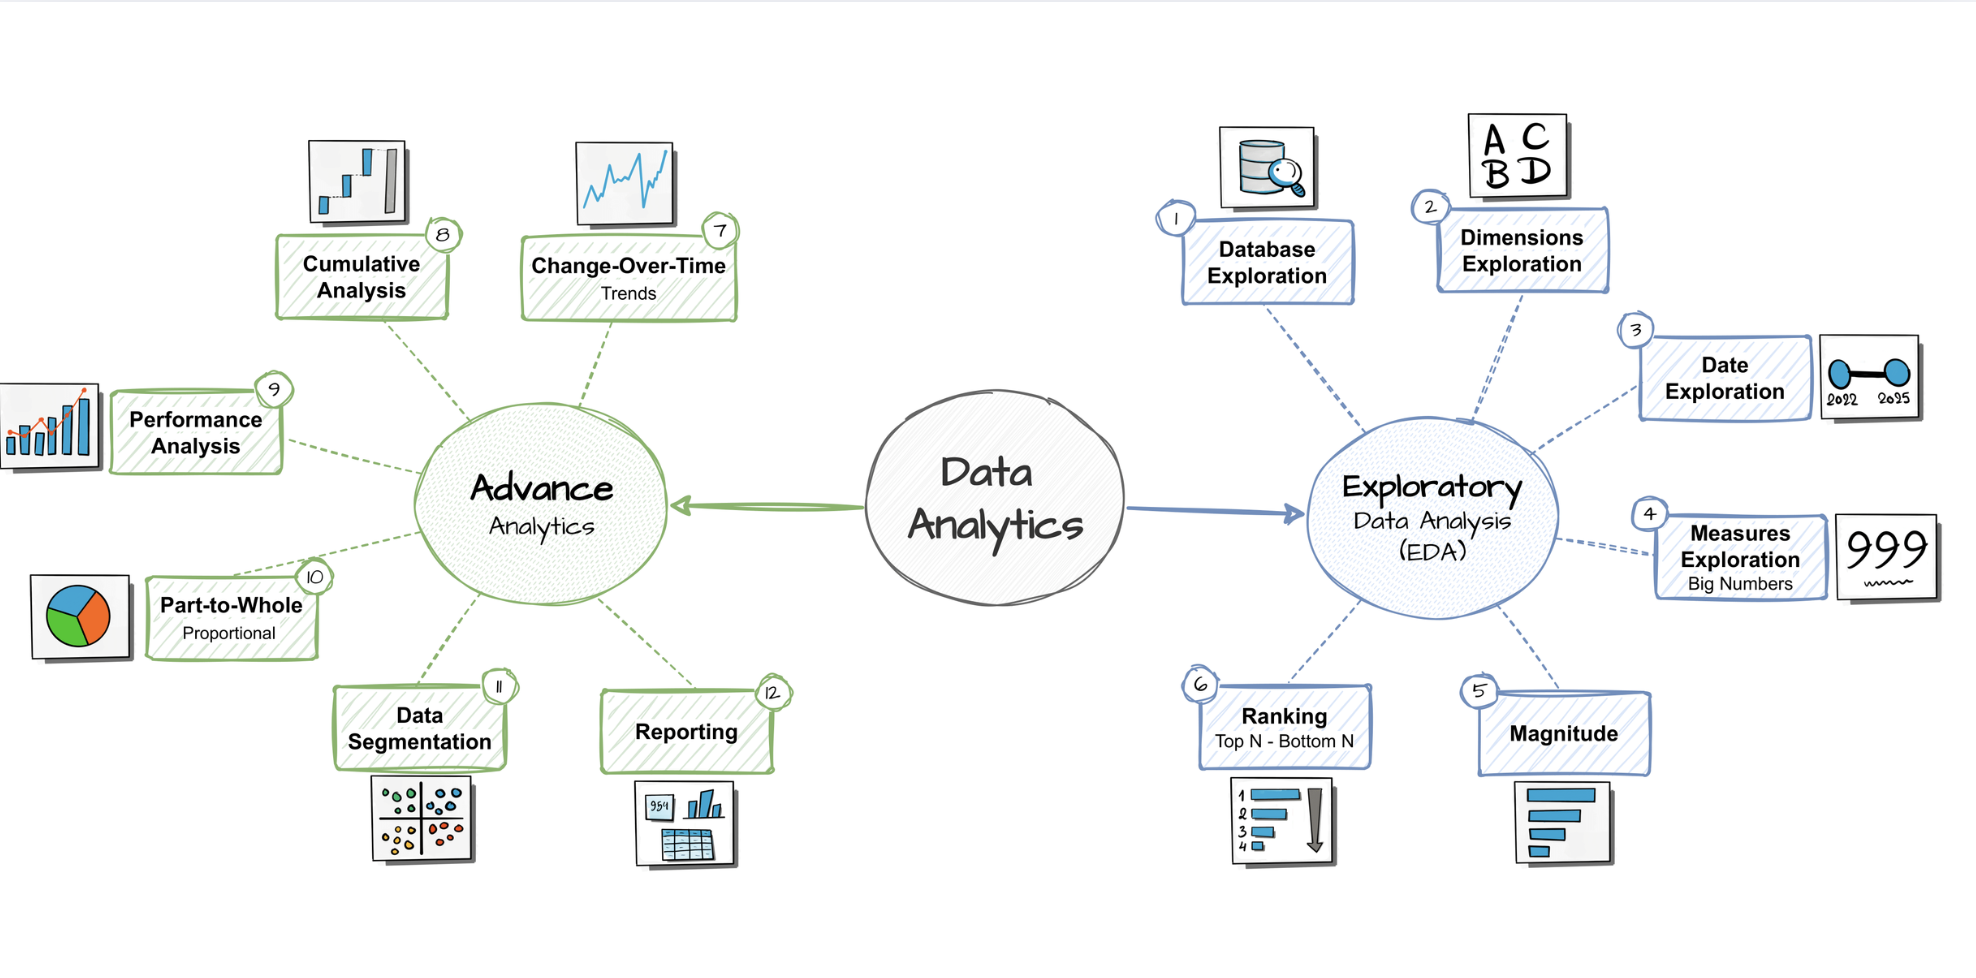 Data
Analytics
Exploratory
Data Analysis
(EDA)
1
Database
Exploration
A C
B D
2
Dimensions
Exploration
3
Date
Exploration
2022 2025
4
Measures
Exploration
Big Numbers
999
5
Magnitude
6
Ranking
Top N - Bottom N
1
2
3
4
Advance
Analytics
7
Change-Over-Time
Trends
8
Cumulative
Analysis
9
Performance
Analysis
10
Part-to-Whole
Proportional
11
Data
Segmentation
12
Reporting
954